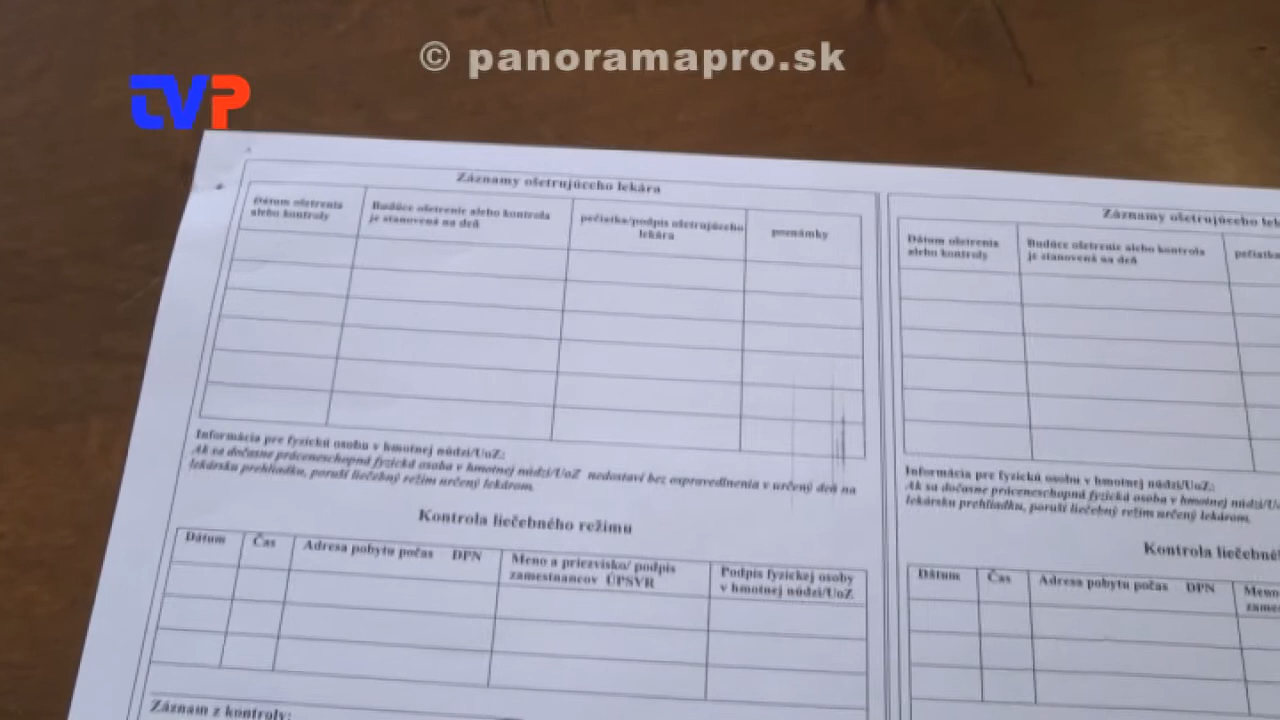 © panoramapro.sk
TVP
Záznamy ošetrujúceho lekára
Dátum ošetrenia
alebo kontroly
Budúce ošetrenie alebo kontrola
je stanovená na deň
pečiatka/podpis ošetrujúceho
lekára
poznámky
Informácia pre fyzickú osobu v hmotnej núdzi/UoZ:
Ak sa dočasne práceneschopná fyzická osoba v hmotnej núdzi/UoZ nedostaví bez ospravedlnenia v určený deň na
lekársku prehliadku, poruší liečebný režim určený lekárom.
Kontrola liečebného režimu
Dátum
Čas
Adresa pobytu počas DPN
Meno a priezvisko/ podpis
zamestnancov ÚPSVR
Podpis fyzickej osoby
v hmotnej núdzi/UoZ
Záznam z kontroly:
Záznamy ošetrujúceho lek
Dátum ošetrenia
alebo kontroly
Budúce ošetrenie alebo kontrola
je stanovená na deň
pečiatka
Informácia pre fyzickú osobu v hmotnej núdzi/UoZ:
Ak sa dočasne práceneschopná fyzická osoba v hmotnej núdzi/U
lekársku prehliadku, poruší liečebný režim určený lekárom.
Kontrola liečebné
Dátum
Čas
Adresa pobytu počas DPN
Meno
zames